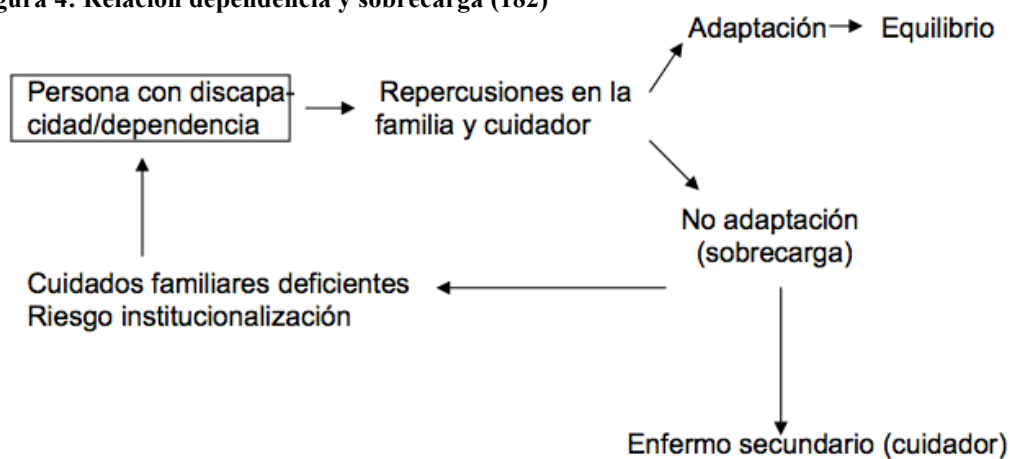 gura 4: Relación dependencia y sobrecarga (182)
Adaptación Equilibrio
Persona con discapa-
cidad/dependencia
Repercusiones en la
familia y cuidador
No adaptación
(sobrecarga)
Cuidados familiares deficientes
Riesgo institucionalización
Enfermo secundario (cuidador)